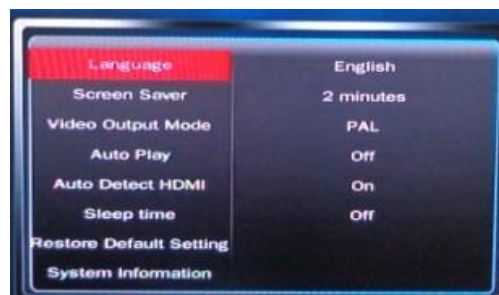 Language English
Screen Saver 2 minutes
Video Output Mode PAL
Auto Play Off
Auto Detect HDMI On
Sleep time Off
Restore Default Setting
System Information